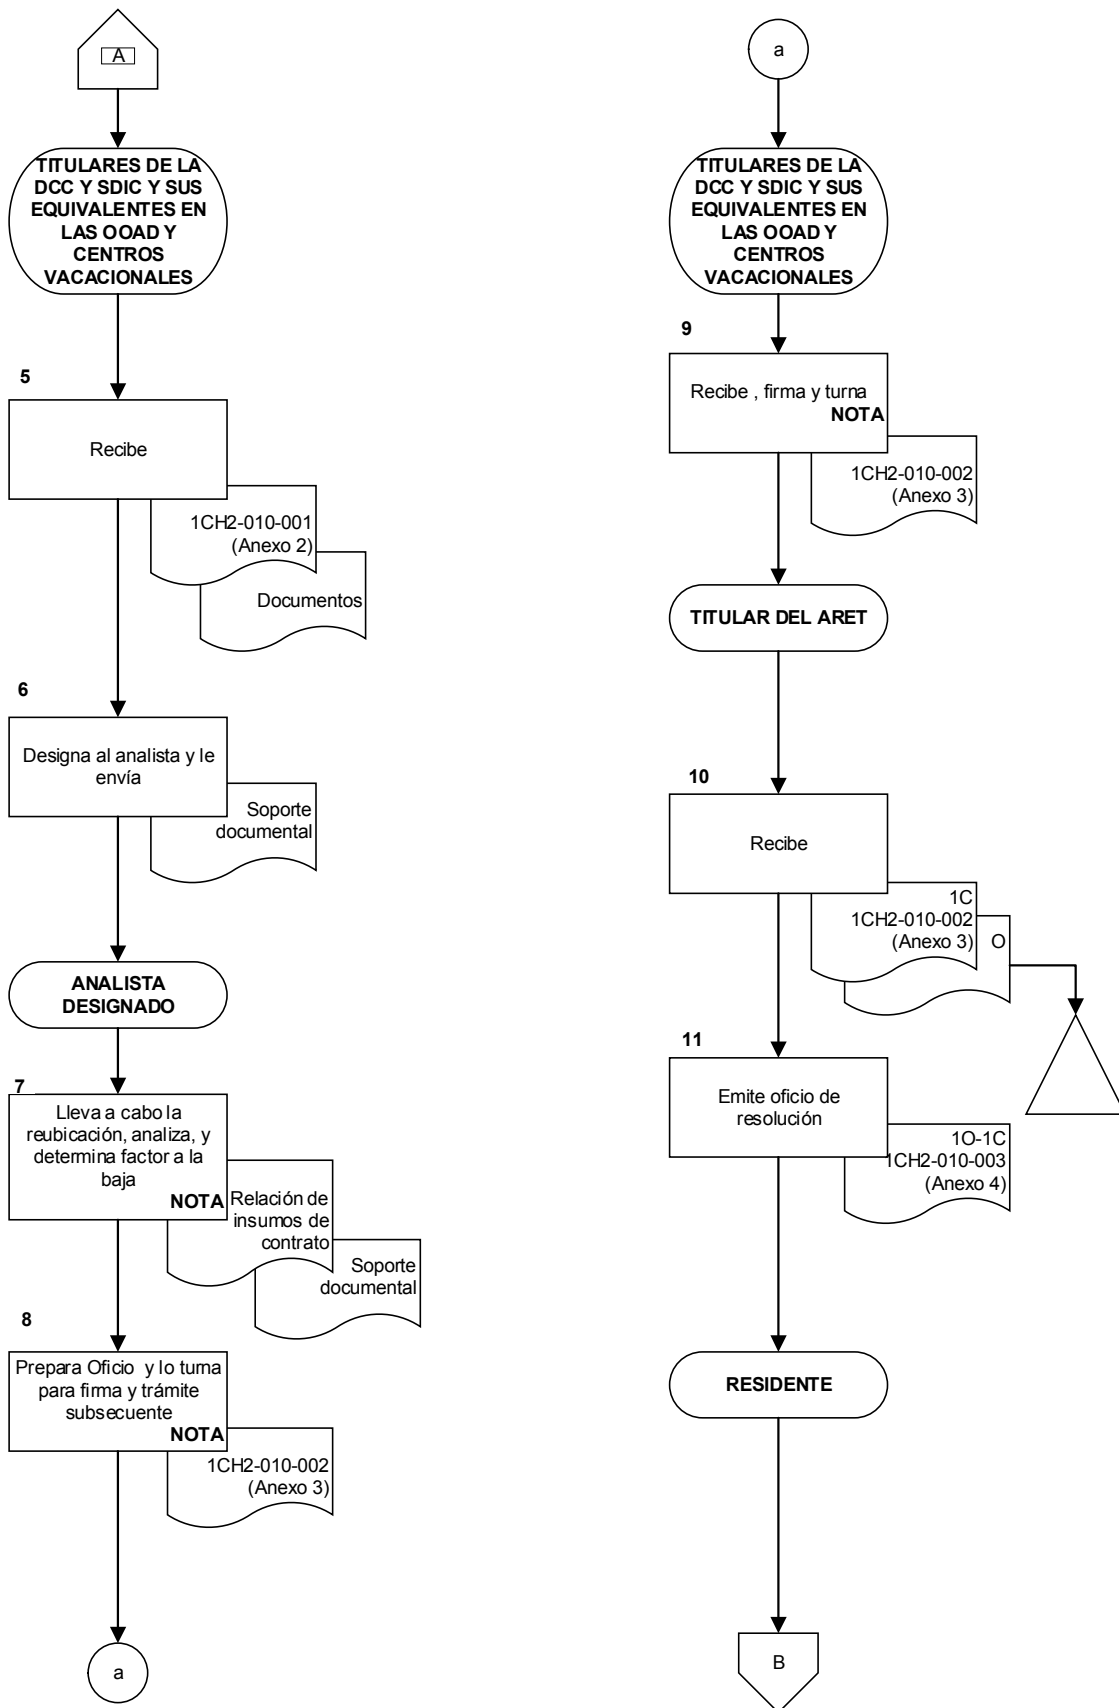 A
TITULARES DE LA
DCC Y SDIC Y SUS
EQUIVALENTES EN
LAS OOAD Y
CENTROS
VACACIONALES
5
Recibe
1CH2-010-001
(Anexo 2)
Documentos
6
Designa al analista y le
envía
Soporte
documental
ANALISTA
DESIGNADO
7
Lleva a cabo la
reubicación, analiza, y
determina factor a la
baja
NOTA
Relación de
insumos de
contrato
Soporte
documental
8
Prepara Oficio y lo turna
para firma y trámite
subsecuente
NOTA
1CH2-010-002
(Anexo 3)
a
a
TITULARES DE LA
DCC Y SDIC Y SUS
EQUIVALENTES EN
LAS OOAD Y
CENTROS
VACACIONALES
9
Recibe , firma y turna
NOTA
1CH2-010-002
(Anexo 3)
TITULAR DEL ARET
10
Recibe
1C
1CH2-010-002
(Anexo 3)
O
11
Emite oficio de
resolución
1O-1C
1CH2-010-003
(Anexo 4)
RESIDENTE
B